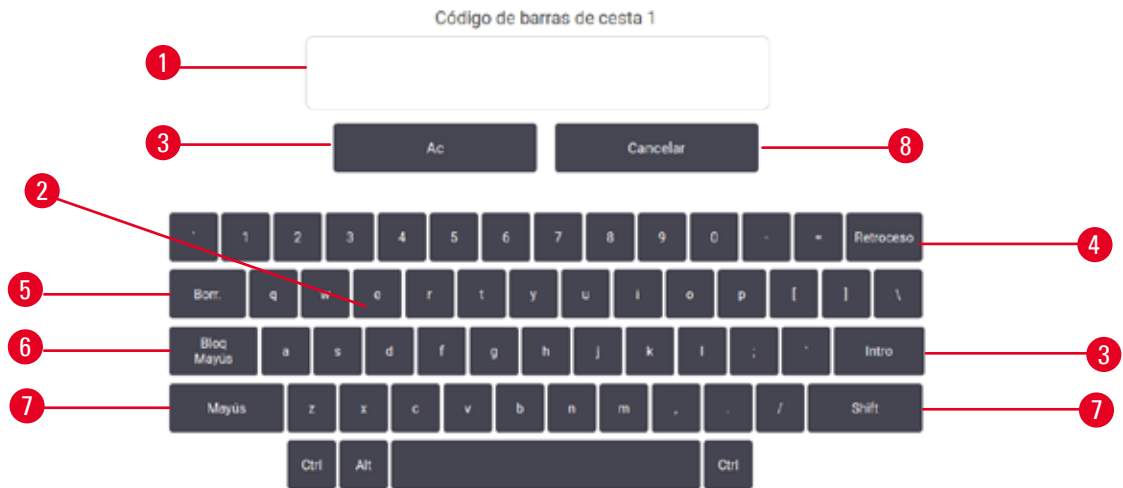 Código de barras de cesta 1
1
3 Ac Cancelar 8
2
` 1 2 3 4 5 6 7 8 9 0 - = Retroceso 4
5 Borr. q w e r t y u i o p [ ] \
6 Bloq
Mayús a s d f g h j k l ; ' Intro 3
7 Mayús z x c v b n m , . / Shift 7
Ctrl Alt Ctrl